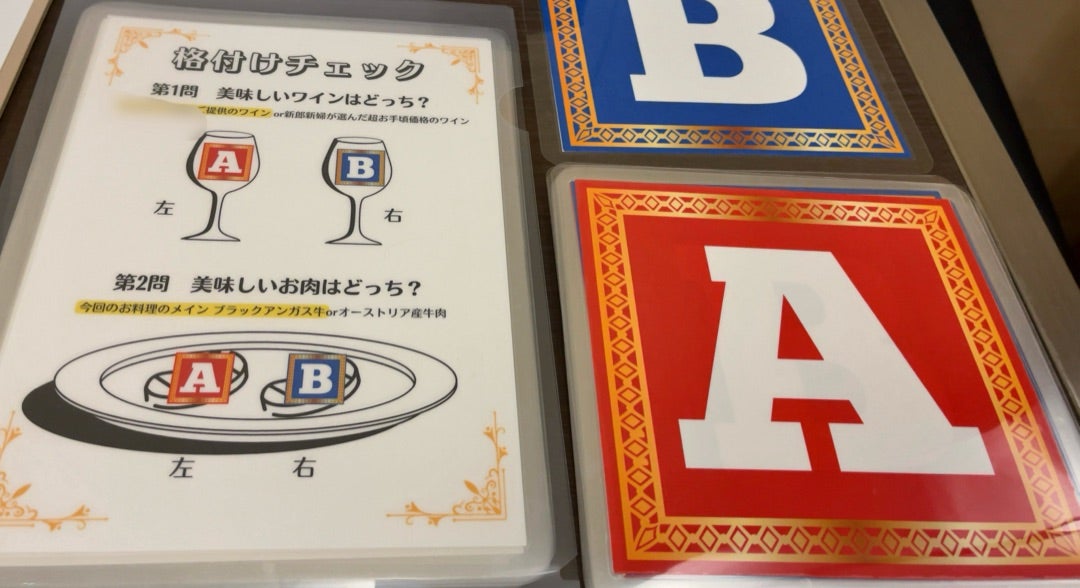 格付けチェック
第1問 美味しいワインはどっち？
ご提供のワイン or新郎新婦が選んだ超お手頃価格のワイン
A B
左 右
第2問 美味しいお肉はどっち？
今回のお料理のメイン ブラックアンガス牛orオーストリア産牛肉
A B
左 右
B
A